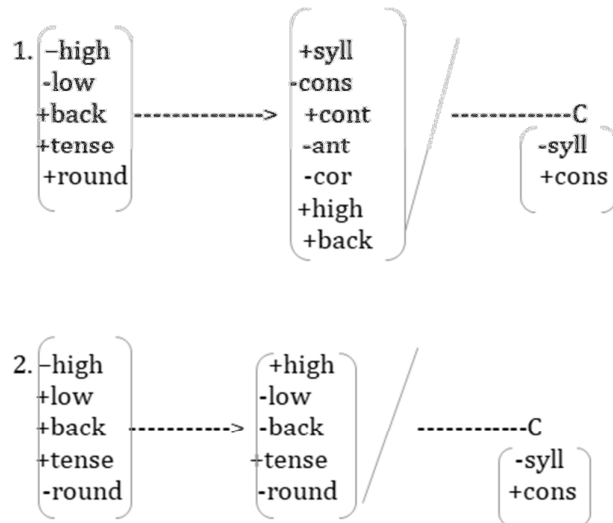 1. –high
-low
+back
+tense
+round
------------->
+syll
-cons
+cont
-ant
-cor
+high
+back
/
-------------C
-syll
+cons
2. –high
+low
+back
+tense
-round
----------->
+high
-low
-back
+tense
-round
/
------------C
-syll
+cons